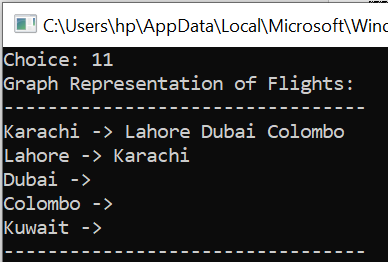 C:\Users\hp\AppData\Local\Microsoft\Wind
Choice: 11
Graph Representation of Flights:
----------------------------------
Karachi -> Lahore Dubai Colombo
Lahore -> Karachi
Dubai ->
Colombo ->
Kuwait ->
----------------------------------